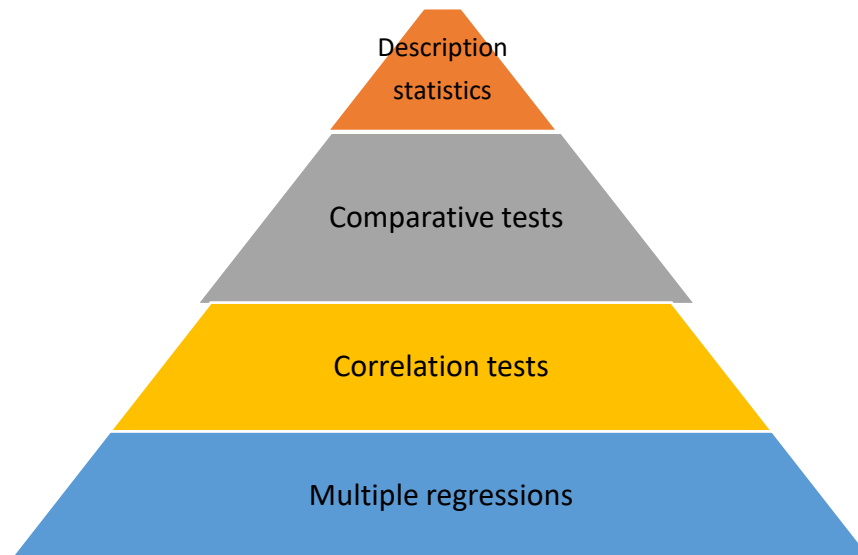 Description
statistics
Comparative tests
Correlation tests
Multiple regressions